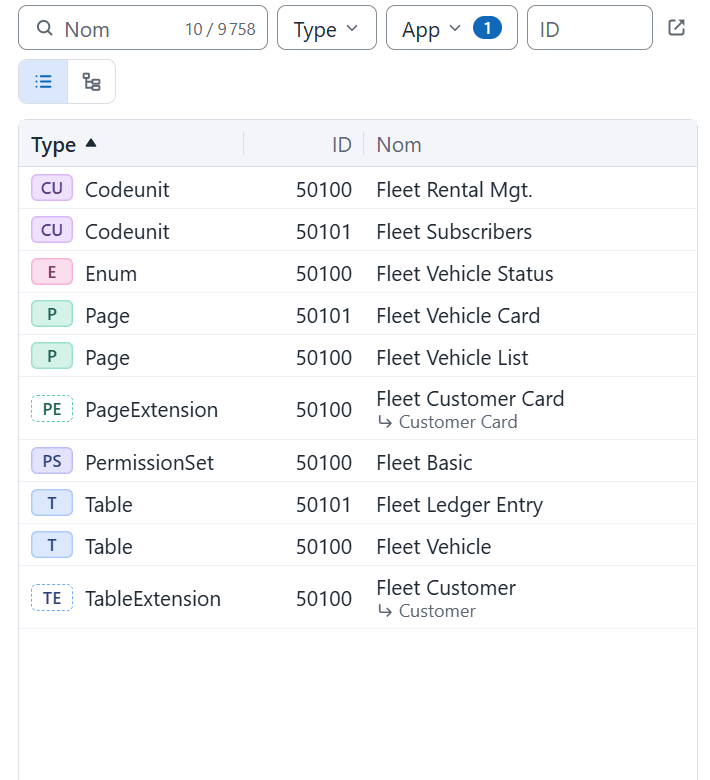 Nom 10 / 9 758 Type App 1 ID
Type ID Nom
CU Codeunit 50100 Fleet Rental Mgt.
CU Codeunit 50101 Fleet Subscribers
E Enum 50100 Fleet Vehicle Status
P Page 50101 Fleet Vehicle Card
P Page 50100 Fleet Vehicle List
PE PageExtension 50100 Fleet Customer Card
↳ Customer Card
PS PermissionSet 50100 Fleet Basic
T Table 50101 Fleet Ledger Entry
T Table 50100 Fleet Vehicle
TE TableExtension 50100 Fleet Customer
↳ Customer